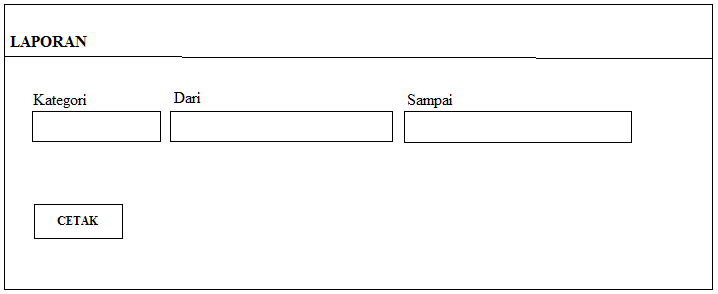 LAPORAN
Kategori
Dari
Sampai
CETAK